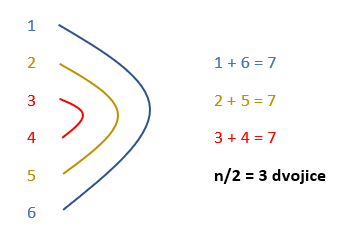 1
2
3
4
5
6
1 + 6 = 7
2 + 5 = 7
3 + 4 = 7
n/2 = 3 dvojice